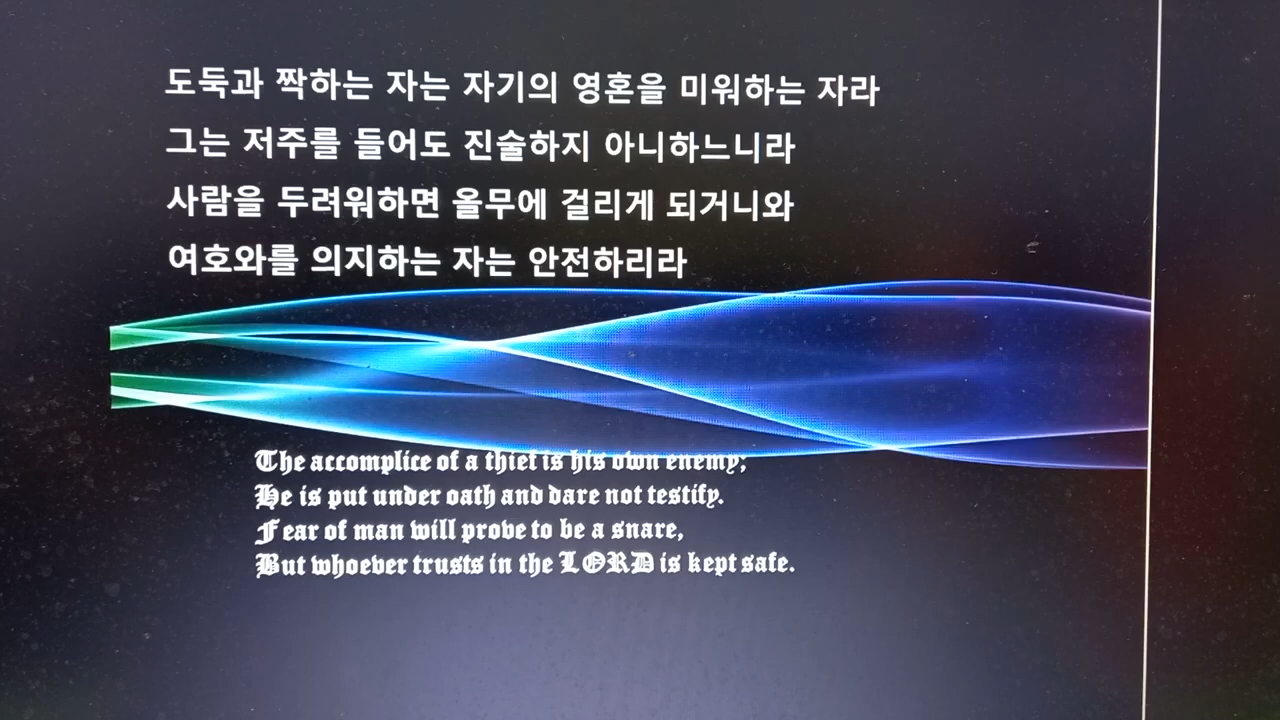 도둑과 짝하는 자는 자기의 영혼을 미워하는 자라
그는 저주를 들어도 진술하지 아니하느니라
사람을 두려워하면 올무에 걸리게 되거니와
여호와를 의지하는 자는 안전하리라
The accomplice of a thief is his own enemy;
He is put under oath and dare not testify.
Fear of man will prove to be a snare,
But whoever trusts in the LORD is kept safe.